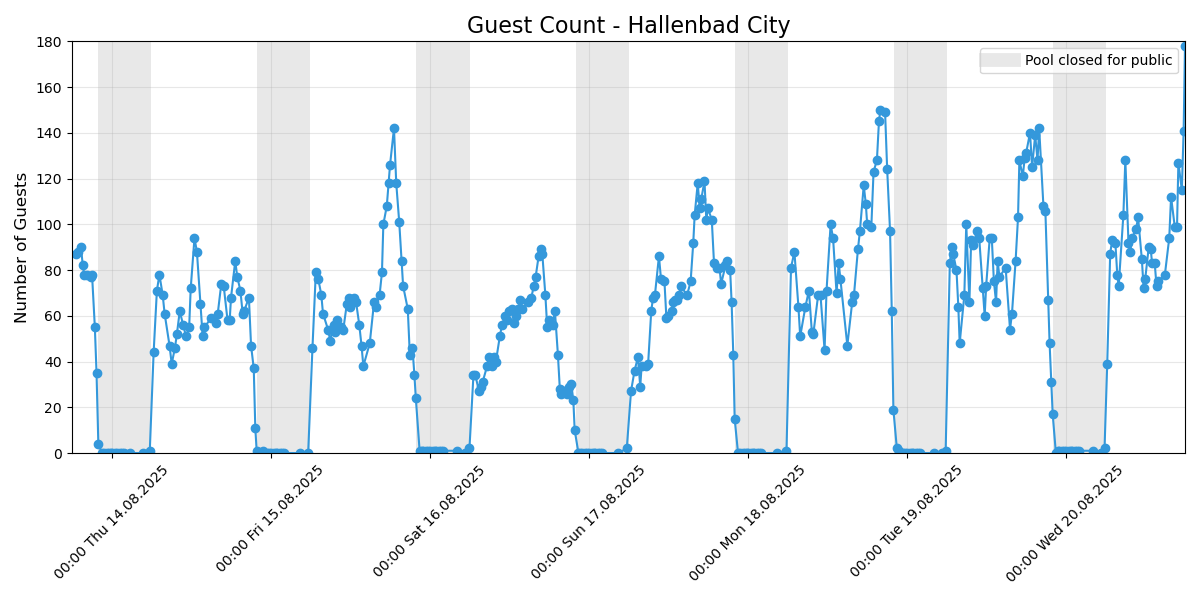 Guest Count - Hallenbad City
Pool closed for public
Number of Guests
180
160
140
120
100
80
60
40
20
0
00:00 Thu 14.08.2025
00:00 Fri 15.08.2025
00:00 Sat 16.08.2025
00:00 Sun 17.08.2025
00:00 Mon 18.08.2025
00:00 Tue 19.08.2025
00:00 Wed 20.08.2025